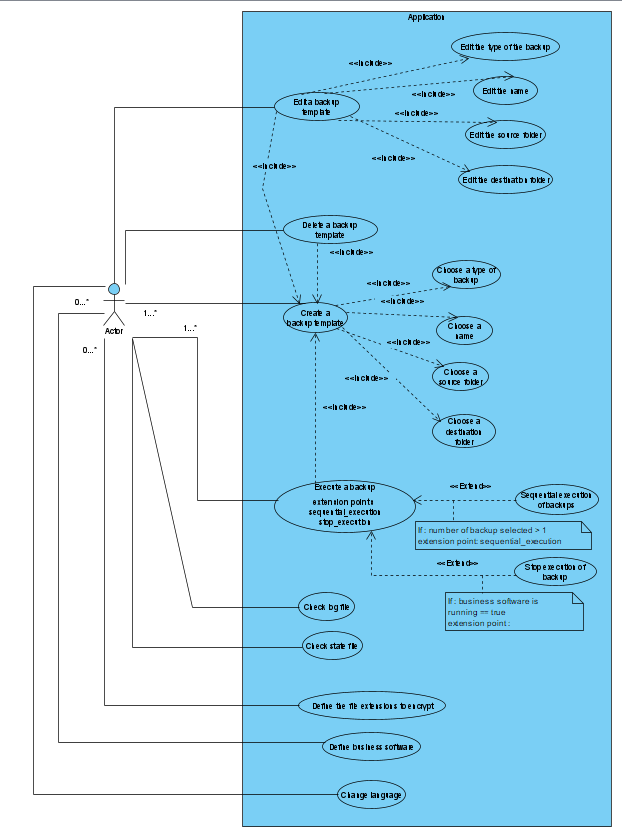 Application
Edit the type of the backup
<<Include>>
Edit the name
<<Include>>
Edit a backup
template
<<Include>>
Edit the source folder
<<Include>>
<<Include>>
Edit the destination folder
Delete a backup
template
<<Include>>
Choose a type of
backup
<<Include>>
<<Include>>
0...*
1...*
Create a
backup template
Choose a
name
Actor
1...*
<<Include>>
0...*
Choose a
source folder
<<Include>>
<<Include>>
Choose a
destination
folder
Execute a backup
extension points
sequential_execution
stop_execution
<<Extend>>
Sequential execution
of backups
If : number of backup selected > 1
extension point: sequential_execution
<<Extend>>
Stop execution of
backup
If : business software is
running == true
extension point :
Check log file
Check state file
Define the file extensions to encrypt
Define business software
Change language